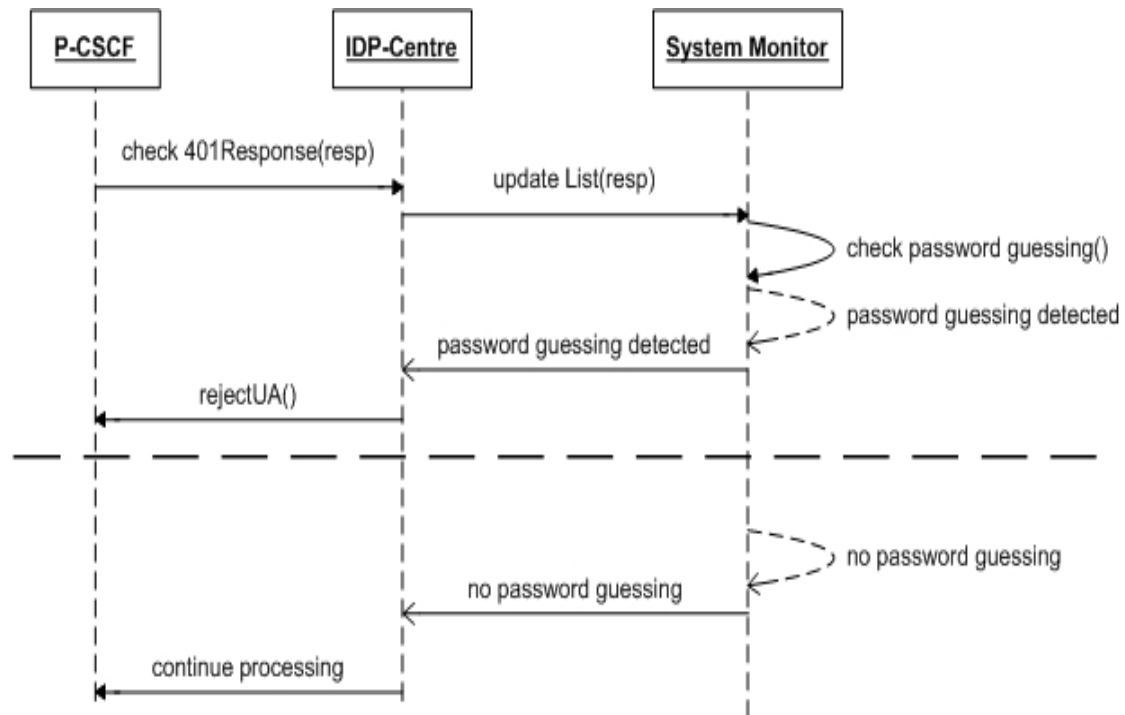 P-CSCF
IDP-Centre
System Monitor
check 401Response(resp)
update List(resp)
check password guessing()
password guessing detected
password guessing detected
rejectUA()
no password guessing
no password guessing
continue processing